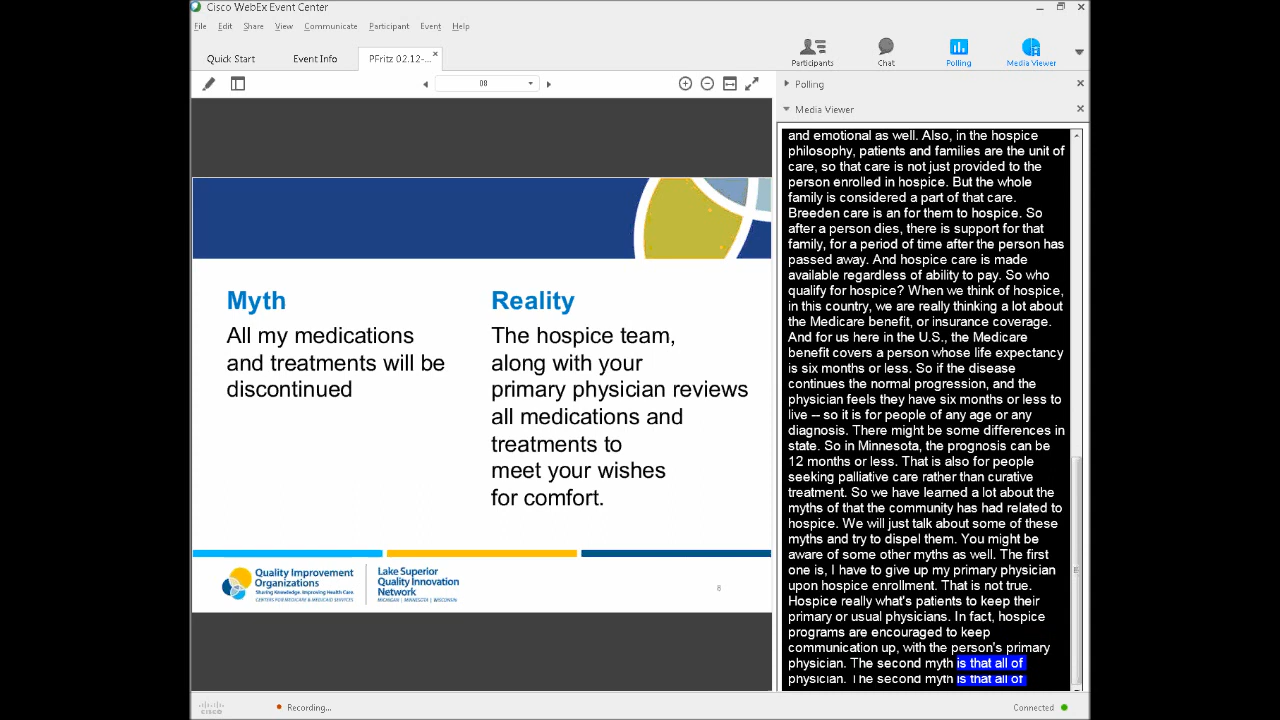 Cisco WebEx Event Center
File Edit Share View Communicate Participant Event Help
Quick Start Event Info PFritz 02.12-...
Participants Chat Polling Media Viewer
08
Polling
Media Viewer
Myth
All my medications
and treatments will be
discontinued
Reality
The hospice team,
along with your
primary physician reviews
all medications and
treatments to
meet your wishes
for comfort.
Quality Improvement
Organizations
Sharing Knowledge. Improving Health Care.
CENTERS FOR MEDICARE & MEDICAID SERVICES
Lake Superior
Quality Innovation
Network
MICHIGAN | MINNESOTA | WISCONSIN
8
and emotional as well. Also, in the hospice
philosophy, patients and families are the unit of
care, so that care is not just provided to the
person enrolled in hospice. But the whole
family is considered a part of that care.
Breeden care is an for them to hospice. So
after a person dies, there is support for that
family, for a period of time after the person has
passed away. And hospice care is made
available regardless of ability to pay. So who
qualify for hospice? When we think of hospice,
in this country, we are really thinking a lot about
the Medicare benefit, or insurance coverage.
And for us here in the U.S., the Medicare
benefit covers a person whose life expectancy
is six months or less. So if the disease
continues the normal progression, and the
physician feels they have six months or less to
live -- so it is for people of any age or any
diagnosis. There might be some differences in
state. So in Minnesota, the prognosis can be
12 months or less. That is also for people
seeking palliative care rather than curative
treatment. So we have learned a lot about the
myths of that the community has had related to
hospice. We will just talk about some of these
myths and try to dispel them. You might be
aware of some other myths as well. The first
one is, I have to give up my primary physician
upon hospice enrollment. That is not true.
Hospice really what's patients to keep their
primary or usual physicians. In fact, hospice
programs are encouraged to keep
communication up, with the person's primary
physician. The second myth is that all of
physician. The second myth is that all of
cisco
Recording...
Connected